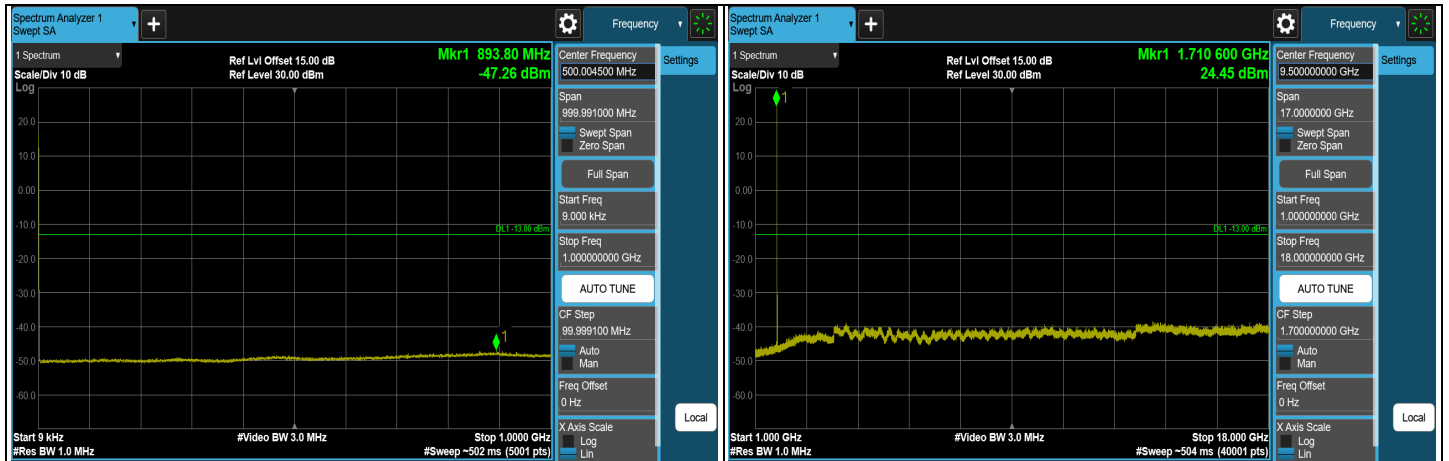 Spectrum Analyzer 1
Swept SA
+
Frequency
1 Spectrum
Scale/Div 10 dB
Log
Ref Lvl Offset 15.00 dB
Ref Level 30.00 dBm
Mkr1 893.80 MHz
-47.26 dBm
20.0
10.0
0.00
-10.0
-20.0
-30.0
-40.0
-50.0
-60.0
DL1 -13.00 dBm
1
Start 9 kHz
#Res BW 1.0 MHz
#Video BW 3.0 MHz
Stop 1.0000 GHz
#Sweep ~502 ms (5001 pts)
Center Frequency
500.004500 MHz
Span
999.991000 MHz
Swept Span
Zero Span
Full Span
Start Freq
9.000 kHz
Stop Freq
1.000000000 GHz
AUTO TUNE
CF Step
99.999100 MHz
Auto
Man
Freq Offset
0 Hz
X Axis Scale
Log
Lin
Settings
Local
Spectrum Analyzer 1
Swept SA
+
Frequency
1 Spectrum
Scale/Div 10 dB
Log
Ref Lvl Offset 15.00 dB
Ref Level 30.00 dBm
Mkr1 1.710 600 GHz
24.45 dBm
1
20.0
10.0
0.00
-10.0
-20.0
-30.0
-40.0
-50.0
-60.0
DL1 -13.00 dBm
Start 1.000 GHz
#Res BW 1.0 MHz
#Video BW 3.0 MHz
Stop 18.000 GHz
#Sweep ~504 ms (40001 pts)
Center Frequency
9.500000000 GHz
Span
17.0000000 GHz
Swept Span
Zero Span
Full Span
Start Freq
1.000000000 GHz
Stop Freq
18.000000000 GHz
AUTO TUNE
CF Step
1.700000000 GHz
Auto
Man
Freq Offset
0 Hz
X Axis Scale
Log
Lin
Settings
Local